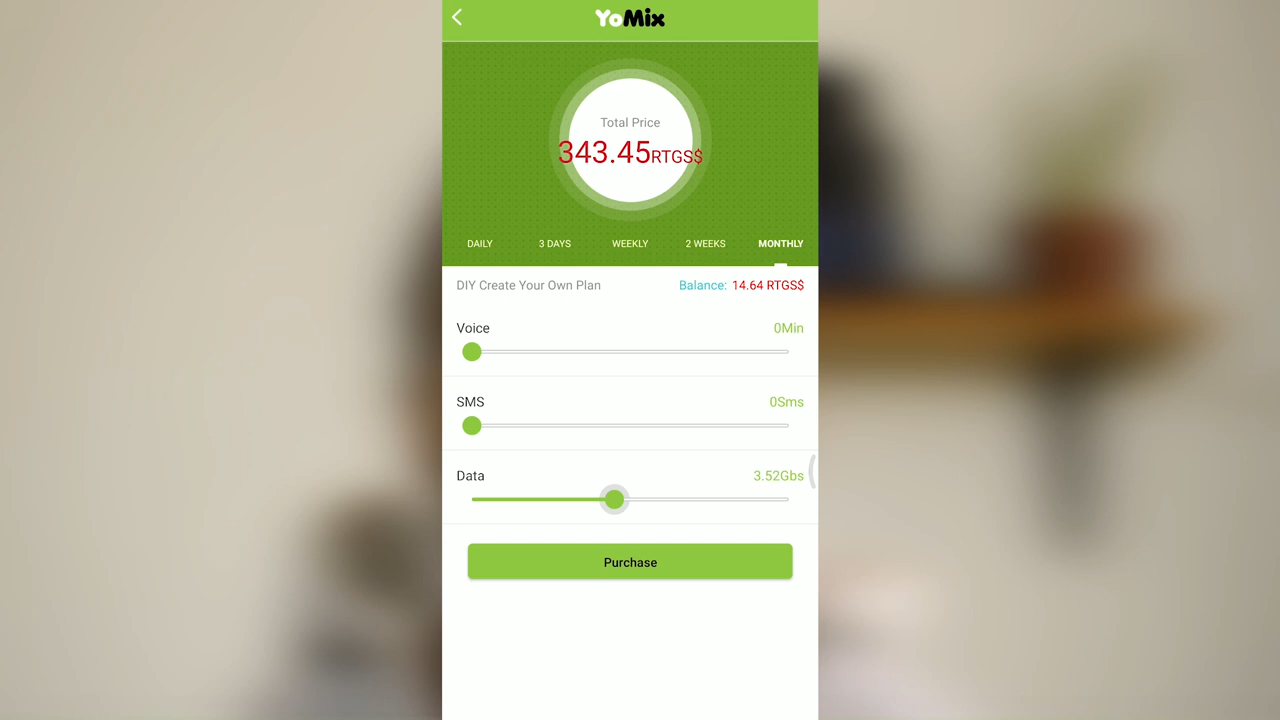 YoMix
Total Price
343.45RTGS$
DAILY 3 DAYS WEEKLY 2 WEEKS MONTHLY
DIY Create Your Own Plan Balance: 14.64 RTGS$
Voice 0Min
SMS 0Sms
Data 3.52Gbs
Purchase